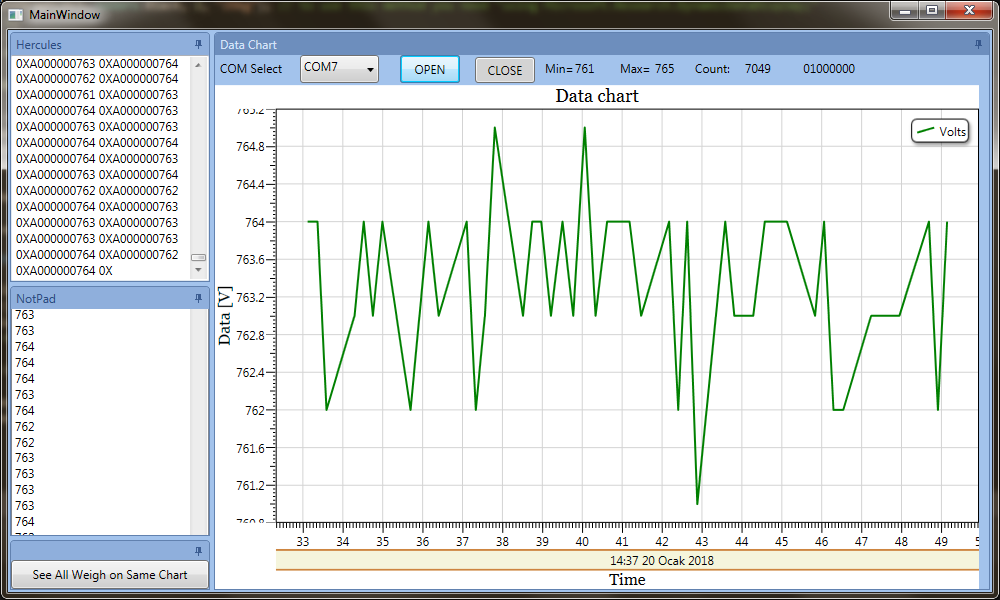 MainWindow
Hercules
0XA000000763 0XA000000764
0XA000000762 0XA000000764
0XA000000761 0XA000000763
0XA000000764 0XA000000763
0XA000000763 0XA000000763
0XA000000764 0XA000000764
0XA000000764 0XA000000763
0XA000000763 0XA000000764
0XA000000762 0XA000000762
0XA000000764 0XA000000763
0XA000000763 0XA000000763
0XA000000763 0XA000000763
0XA000000764 0XA000000762
0XA000000764 0X
NotPad
763
763
764
764
764
763
764
762
762
763
763
763
763
764
See All Weigh on Same Chart
Data Chart
COM Select COM7 OPEN CLOSE Min= 761 Max= 765 Count: 7049 01000000
Data chart
Volts
Data [V]
765.2
764.8
764.4
764
763.6
763.2
762.8
762.4
762
761.6
761.2
760.8
33 34 35 36 37 38 39 40 41 42 43 44 45 46 47 48 49
14:37 20 Ocak 2018
Time